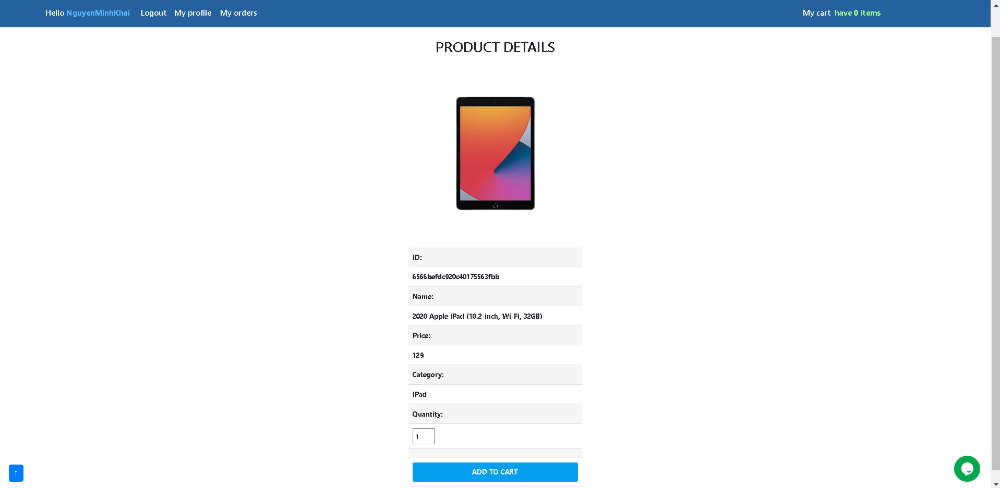 Hello NguyenMinhKhai Logout My profile My orders My cart have 0 items
PRODUCT DETAILS
ID:
6566befdc920c40175563fbb
Name:
2020 Apple iPad (10.2-inch, Wi-Fi, 32GB)
Price:
129
Category:
iPad
Quantity:
1
ADD TO CART
↑